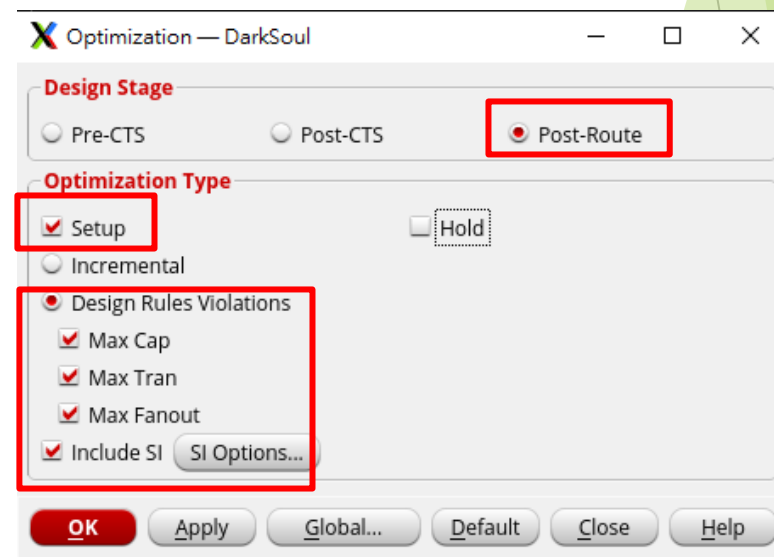 Optimization — DarkSoul
Design Stage
Pre-CTS Post-CTS Post-Route
Optimization Type
Setup Hold
Incremental
Design Rules Violations
Max Cap
Max Tran
Max Fanout
Include SI SI Options...
OK Apply Global... Default Close Help